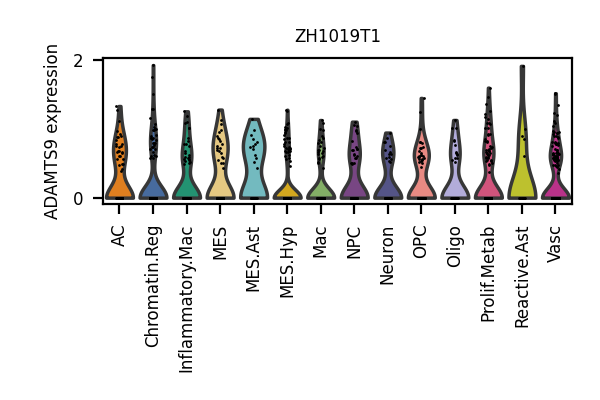 ZH1019T1
ADAMTS9 expression
2
0
AC
Chromatin.Reg
Inflammatory.Mac
MES
MES.Ast
MES.Hyp
Mac
NPC
Neuron
OPC
Oligo
Prolif.Metab
Reactive.Ast
Vasc